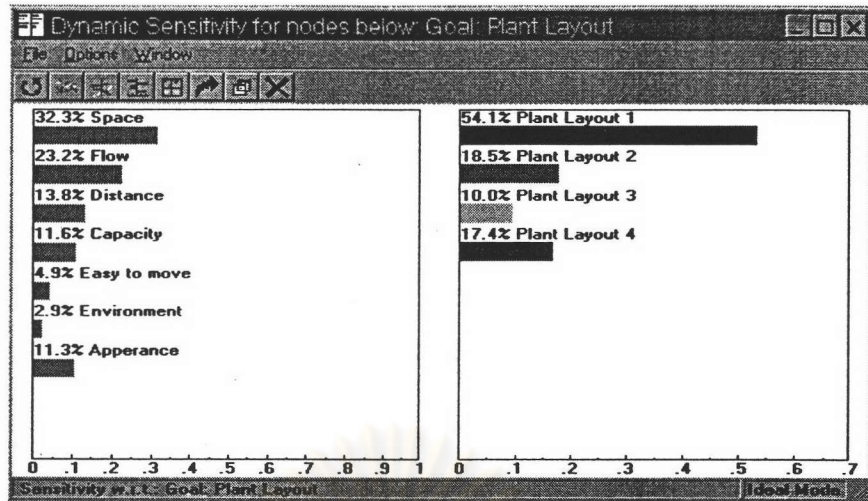 Dynamic Sensitivity for nodes below: Goal: Plant Layout
File Options Window
32.3% Space
23.2% Flow
13.8% Distance
11.6% Capacity
4.9% Easy to move
2.9% Environment
11.3% Apperance
0 .1 .2 .3 .4 .5 .6 .7 .8 .9 1
54.1% Plant Layout 1
18.5% Plant Layout 2
10.0% Plant Layout 3
17.4% Plant Layout 4
0 .1 .2 .3 .4 .5 .6 .7
Sensitivity w.r.t.: Goal: Plant Layout
Ideal Mode